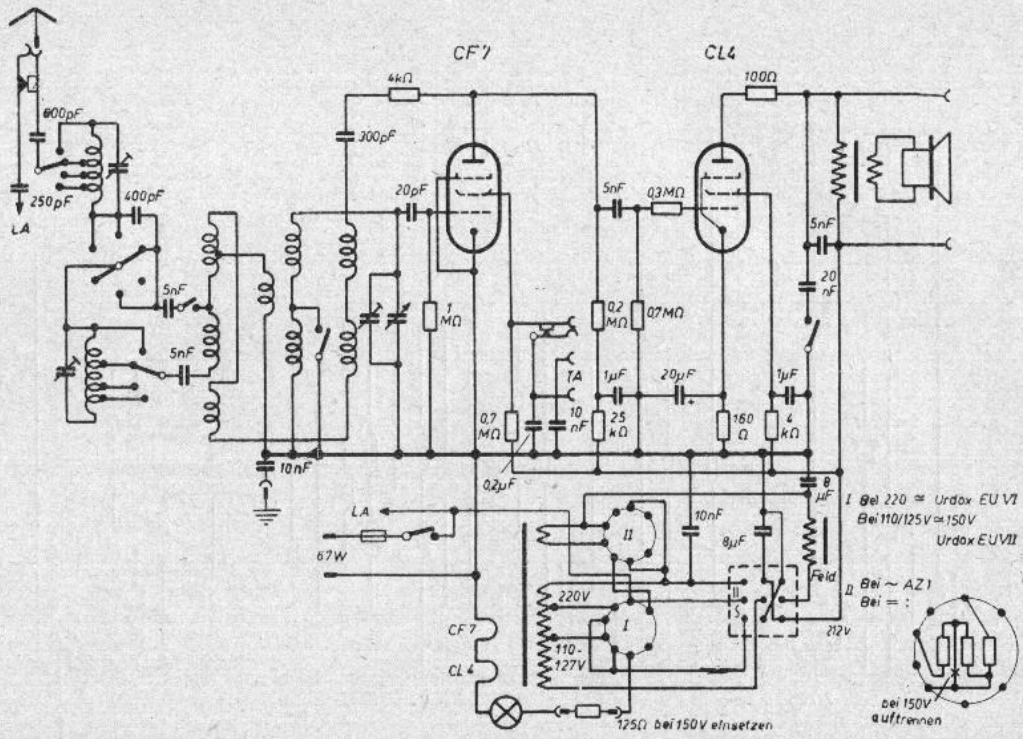 CF7
CL4
4kΩ
100Ω
600pF
300pF
250pF
LA
400pF
20pF
5nF
0,3MΩ
5nF
20
nF
5nF
1
MΩ
0,2
MΩ
0,7MΩ
5nF
TA
1µF
20µF
+
1µF
0,7
MΩ
10
nF
25
kΩ
160
Ω
4
kΩ
0,2µF
10nF
8
µF
LA
67W
II
10nF
8µF
Feld
I Bei 220 ≂ Urdox EU VI
Bei 110/125V ≂ 150V
Urdox EU VII
II Bei ~ AZ1
Bei = :
220V
I
II
S
212V
CF7
110-
127V
CL4
125Ω bei 150V einsetzen
bei 150V
auftrennen